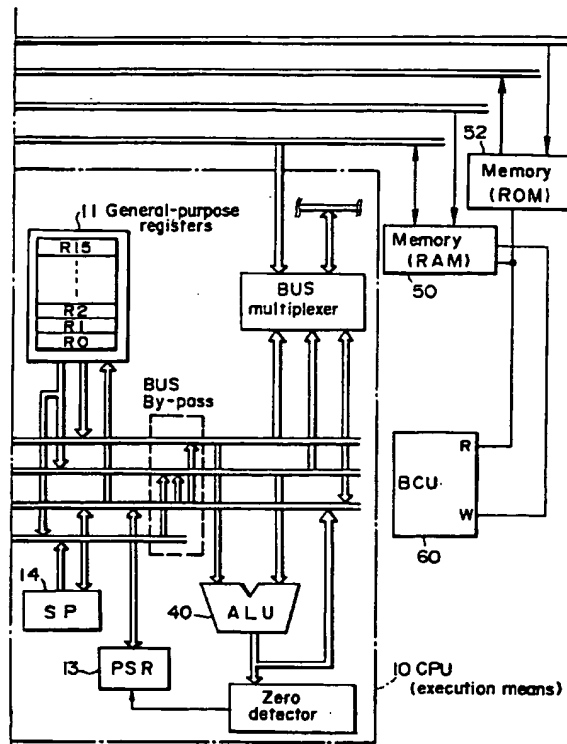 52
Memory
(ROM)
11 General-purpose
registers
R15
R2
R1
R0
Memory
(RAM)
50
BUS
multiplexer
BUS
By-pass
R
BCU
W
60
14
SP
40
ALU
13
PSR
Zero
detector
10 CPU
(execution means)